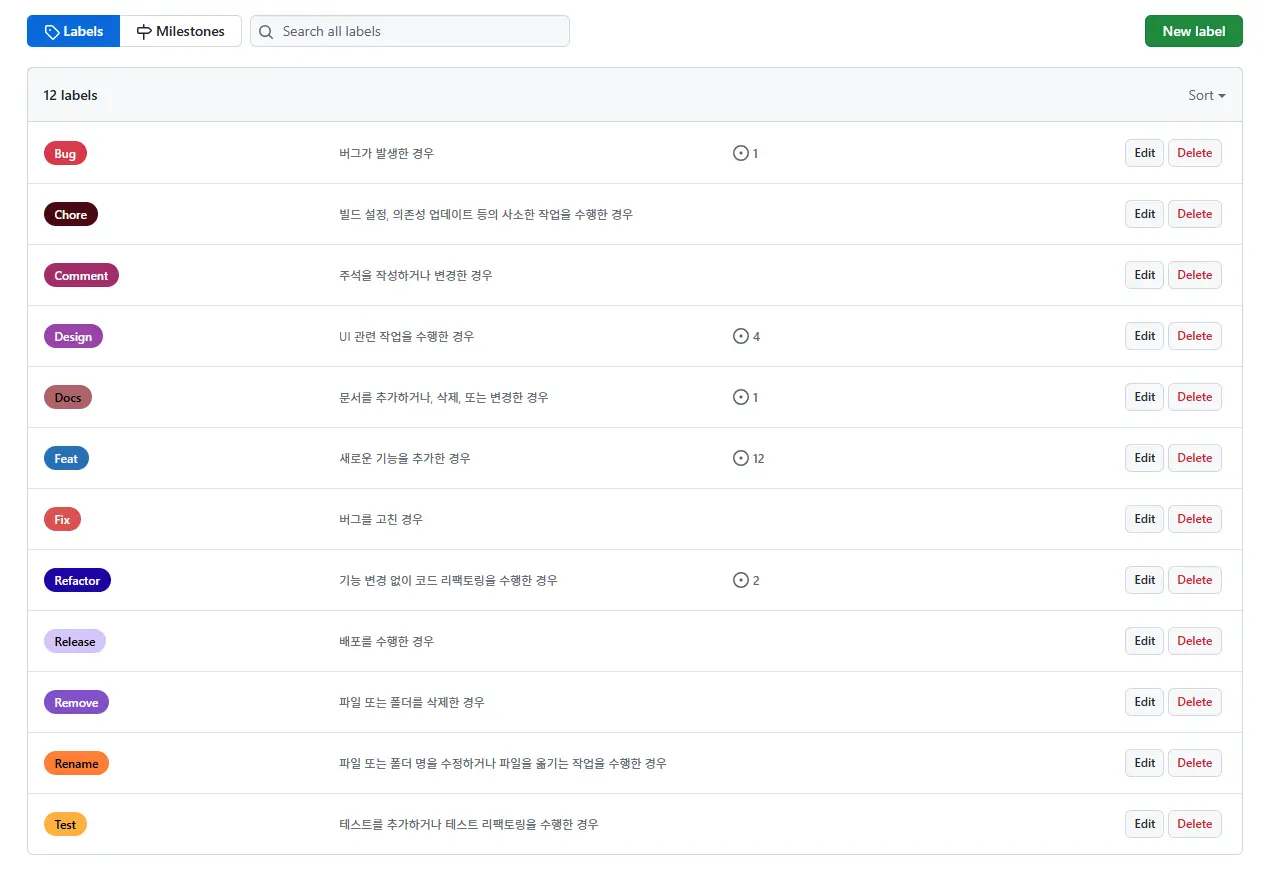 Labels Milestones Search all labels New label
12 labels Sort
Bug 버그가 발생한 경우 1 Edit Delete
Chore 빌드 설정, 의존성 업데이트 등의 사소한 작업을 수행한 경우 Edit Delete
Comment 주석을 작성하거나 변경한 경우 Edit Delete
Design UI 관련 작업을 수행한 경우 4 Edit Delete
Docs 문서를 추가하거나, 삭제, 또는 변경한 경우 1 Edit Delete
Feat 새로운 기능을 추가한 경우 12 Edit Delete
Fix 버그를 고친 경우 Edit Delete
Refactor 기능 변경 없이 코드 리팩토링을 수행한 경우 2 Edit Delete
Release 배포를 수행한 경우 Edit Delete
Remove 파일 또는 폴더를 삭제한 경우 Edit Delete
Rename 파일 또는 폴더 명을 수정하거나 파일을 옮기는 작업을 수행한 경우 Edit Delete
Test 테스트를 추가하거나 테스트 리팩토링을 수행한 경우 Edit Delete